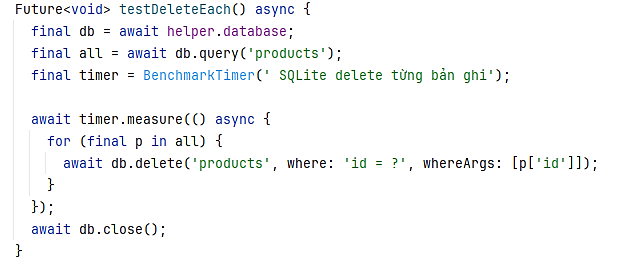 Future<void> testDeleteEach() async {
  final db = await helper.database;
  final all = await db.query('products');
  final timer = BenchmarkTimer(' SQLite delete từng bản ghi');

  await timer.measure(() async {
    for (final p in all) {
      await db.delete('products', where: 'id = ?', whereArgs: [p['id']]);
    }
  });
  await db.close();
}